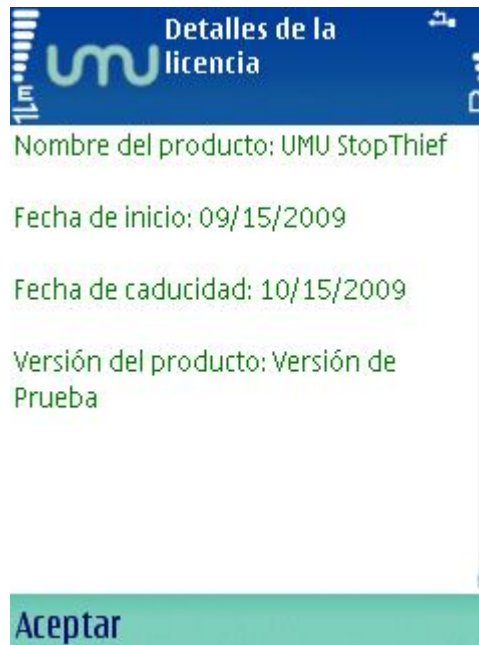 Detalles de la
umu licencia
E
Nombre del producto: UMU StopThief
Fecha de inicio: 09/15/2009
Fecha de caducidad: 10/15/2009
Versión del producto: Versión de
Prueba
Aceptar